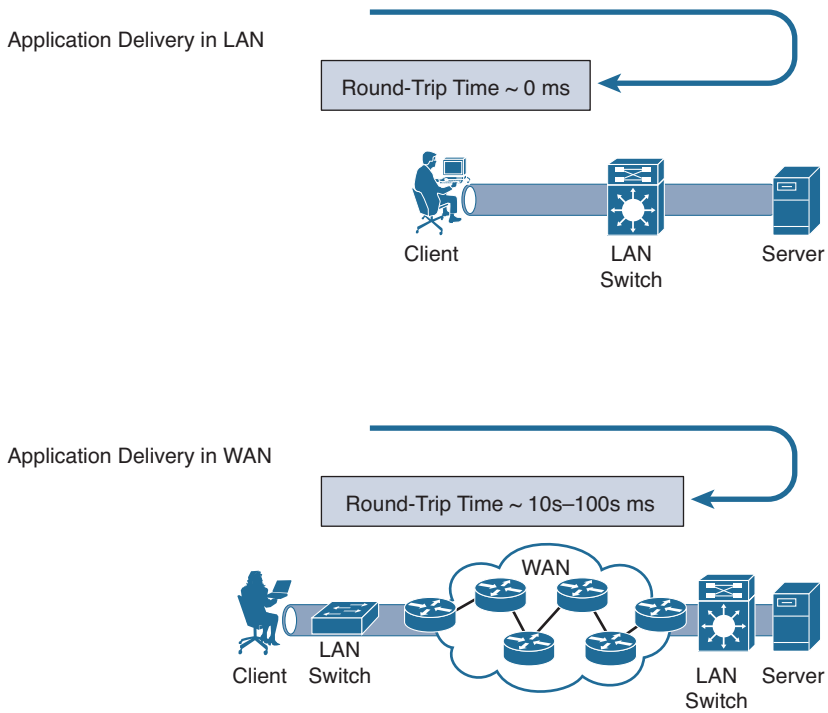 Application Delivery in LAN
Round-Trip Time ~ 0 ms
Client
LAN
Switch
Server
Application Delivery in WAN
Round-Trip Time ~ 10s–100s ms
WAN
Client
LAN
Switch
LAN
Switch
Server